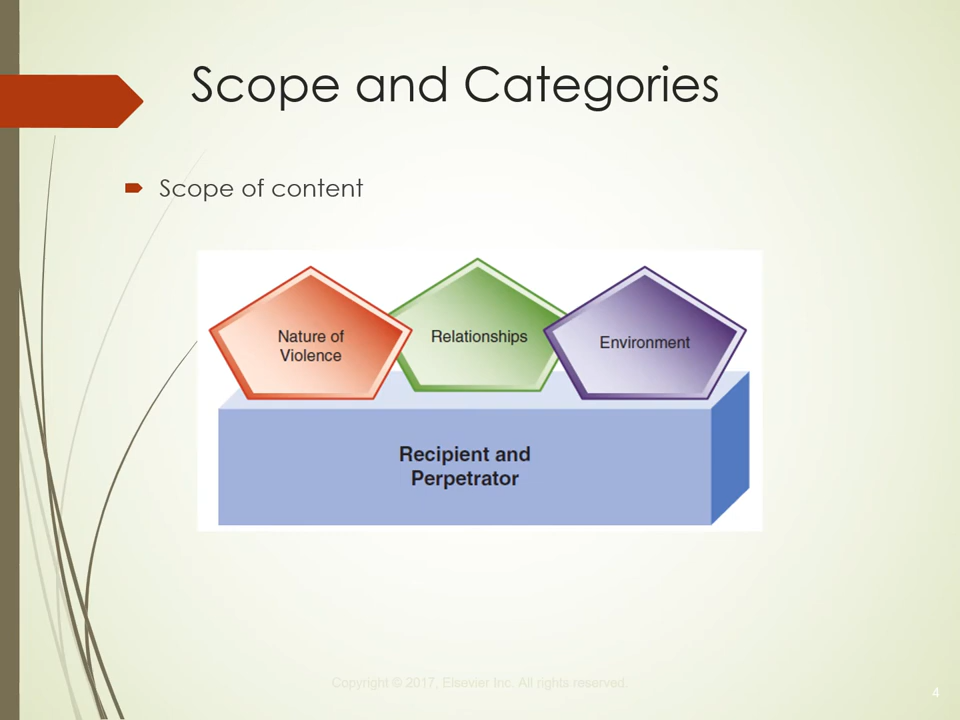 Scope and Categories
Scope of content
Nature of
Violence
Relationships
Environment
Recipient and
Perpetrator
Copyright © 2017, Elsevier Inc. All rights reserved.
4